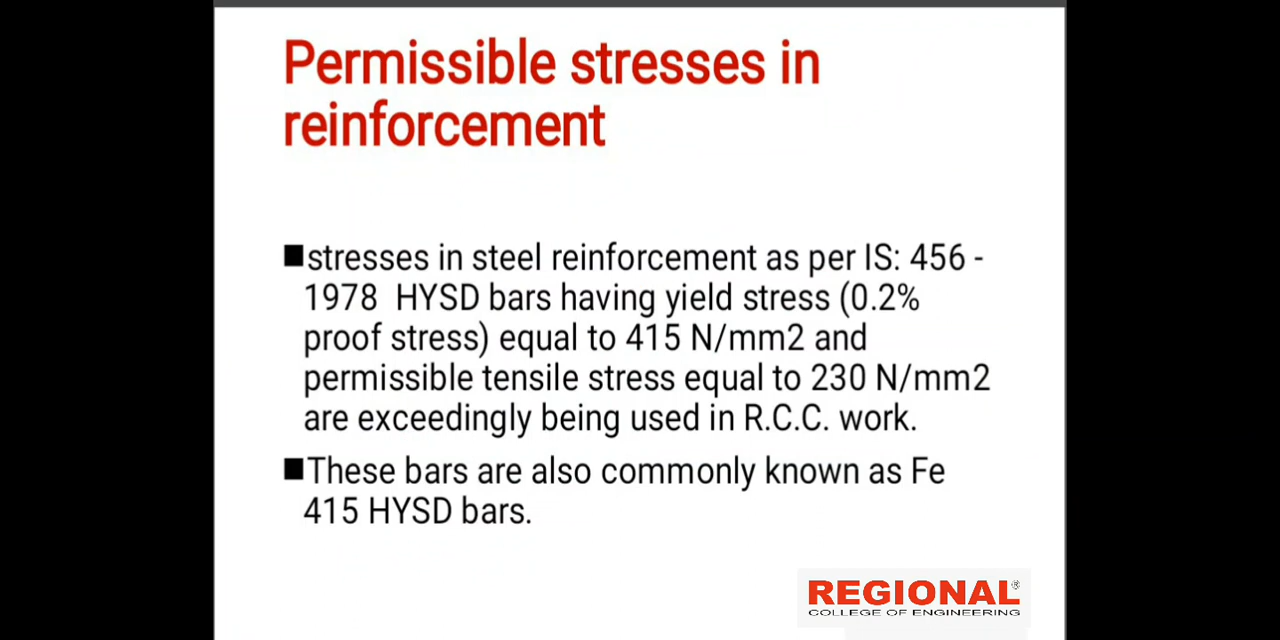 Permissible stresses in
reinforcement
■stresses in steel reinforcement as per IS: 456 -
1978 HYSD bars having yield stress (0.2%
proof stress) equal to 415 N/mm2 and
permissible tensile stress equal to 230 N/mm2
are exceedingly being used in R.C.C. work.
■These bars are also commonly known as Fe
415 HYSD bars.
REGIONAL®
COLLEGE OF ENGINEERING